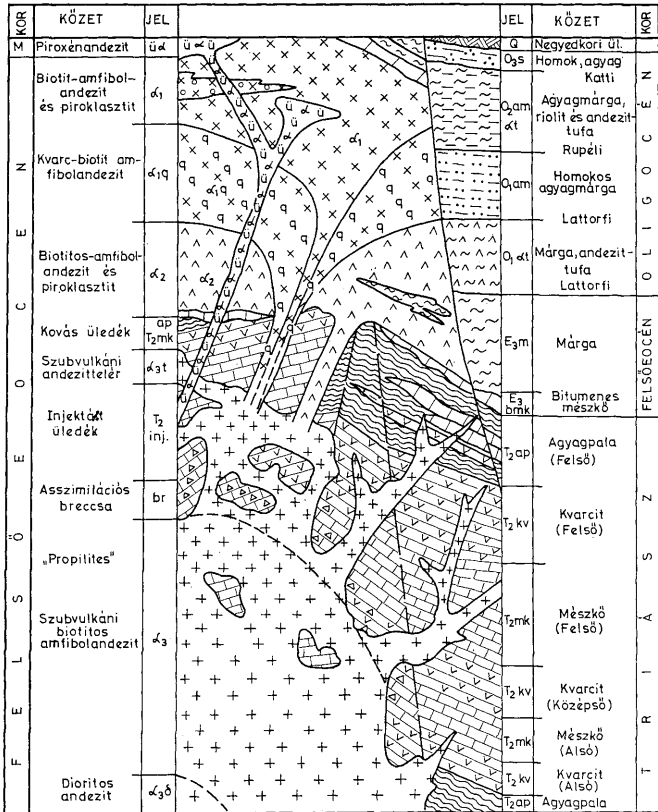 KOR KŐZET JEL
JEL KŐZET KOR
M Piroxénandezit üα
FELSŐEOCÉN
Biotit-amfibol-
andezit
és piroklasztit
α₁
Kvarc-biotit am-
fibolandezit
α₁q
Biotitos-amfibol-
andezit és
piroklasztit
α₂
Kovás üledék
ap
T₂mk
Szubvulkáni
andezittelér
α₃t
Injektált
üledék
T₂
inj.
Asszimilációs
breccsa
br
„Propilites"
Szubvulkáni
biotitos
amfibolandezit
α₃
Dioritos
andezit
α₃δ
ü α ü
α₁
α₁q
α₂
Q Negyedkori ül.
O₃s Homok, agyag
Katti
O₂am
αt
Agyagmárga,
riolit és andezit-
tufa
Rupéli
O₁am
Homokos
agyagmárga
Lattorfi
O₁αt
Márga, andezit-
tufa
Lattorfi
OLIGOCÉN
E₃m Márga
E₃
bmk
Bitumenes
mészkő
FELSŐEOCÉN
T₂ap
Agyagpala
(Felső)
T₂kv
Kvarcit
(Felső)
T₂mk
Mészkő
(Felső)
T₂kv
Kvarcit
(Középső)
T₂mk
Mészkő
(Alsó)
T₂kv
Kvarcit
(Alsó)
T₂ap Agyagpala
TRIÁSZ